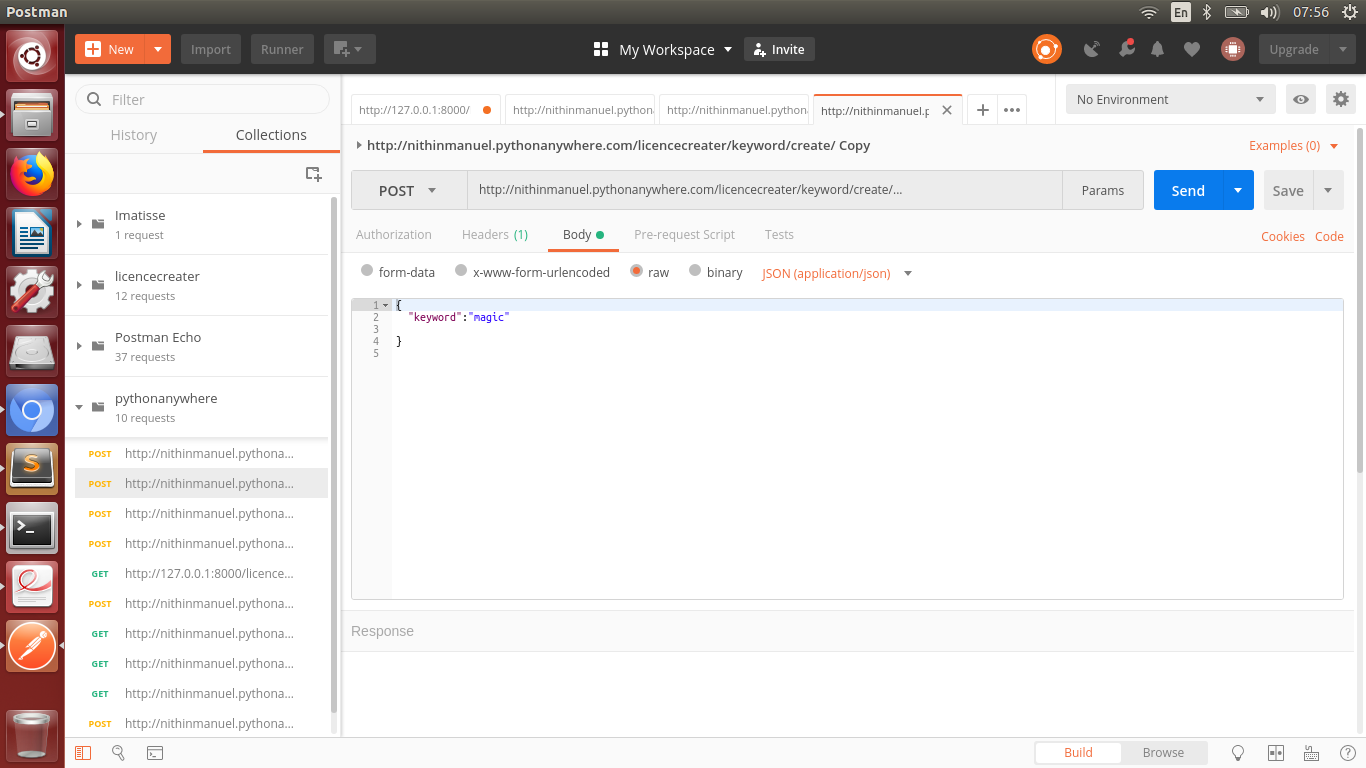 Postman
En
07:56
New
Import
Runner
My Workspace
Invite
Upgrade
Filter
History
Collections
Imatisse
1 request
licencecreater
12 requests
Postman Echo
37 requests
pythonanywhere
10 requests
POST http://nithinmanuel.pythona...
POST http://nithinmanuel.pythona...
POST http://nithinmanuel.pythona...
POST http://nithinmanuel.pythona...
GET http://127.0.0.1:8000/licence...
POST http://nithinmanuel.pythona...
GET http://nithinmanuel.pythona...
GET http://nithinmanuel.pythona...
GET http://nithinmanuel.pythona...
POST http://nithinmanuel.pythona...
http://127.0.0.1:8000/
http://nithinmanuel.python
http://nithinmanuel.python
http://nithinmanuel.p
No Environment
http://nithinmanuel.pythonanywhere.com/licencecreater/keyword/create/ Copy
Examples (0)
POST
http://nithinmanuel.pythonanywhere.com/licencecreater/keyword/create/...
Params
Send
Save
Authorization
Headers (1)
Body
Pre-request Script
Tests
Cookies
Code
form-data
x-www-form-urlencoded
raw
binary
JSON (application/json)
1 {
2 "keyword":"magic"
3
4 }
5
Response
Build
Browse